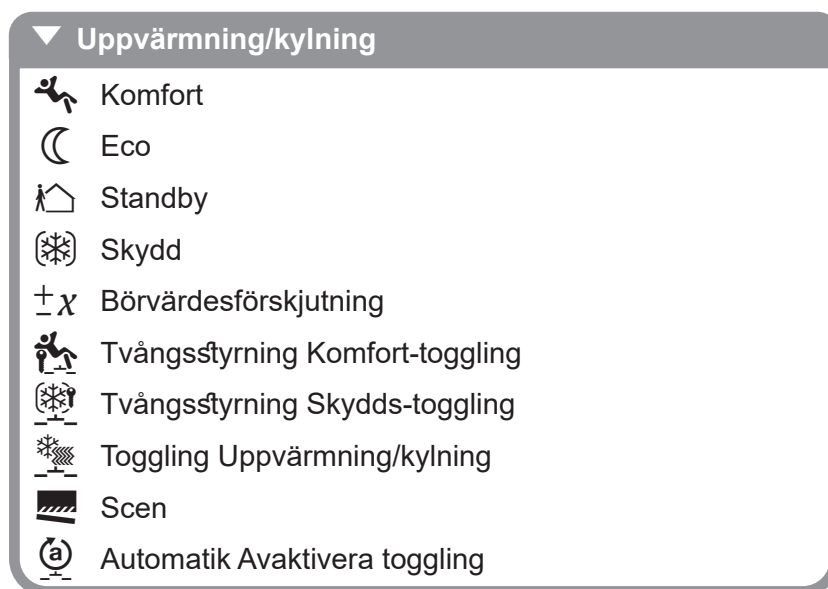 Uppvärmning/kylning
Komfort
Eco
Standby
Skydd
±x Börvärdesförskjutning
Tvångsstyrning Komfort-toggling
Tvångsstyrning Skydds-toggling
Toggling Uppvärmning/kylning
Scen
a Automatik Avaktivera toggling